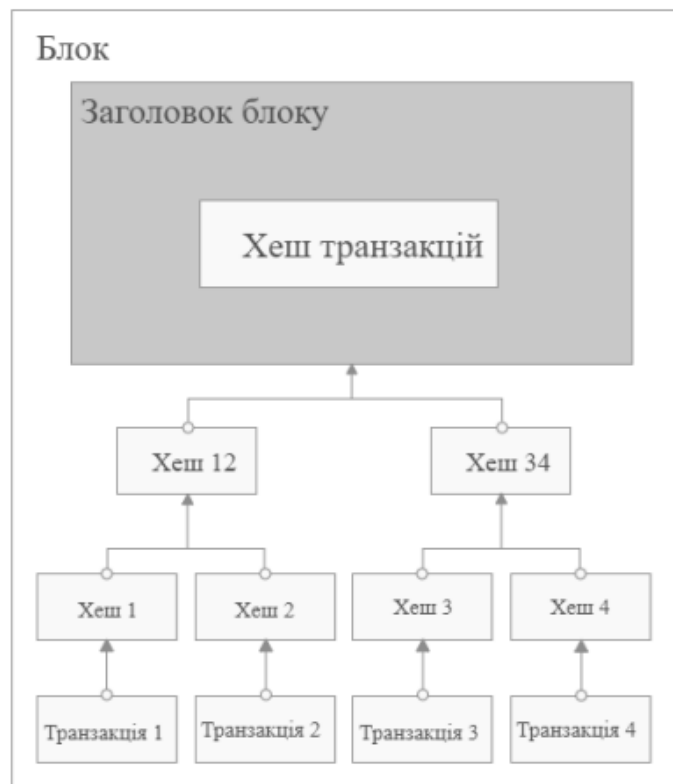 Блок
Заголовок блоку
Хеш транзакцій
Хеш 12
Хеш 34
Хеш 1
Хеш 2
Хеш 3
Хеш 4
Транзакція 1
Транзакція 2
Транзакція 3
Транзакція 4